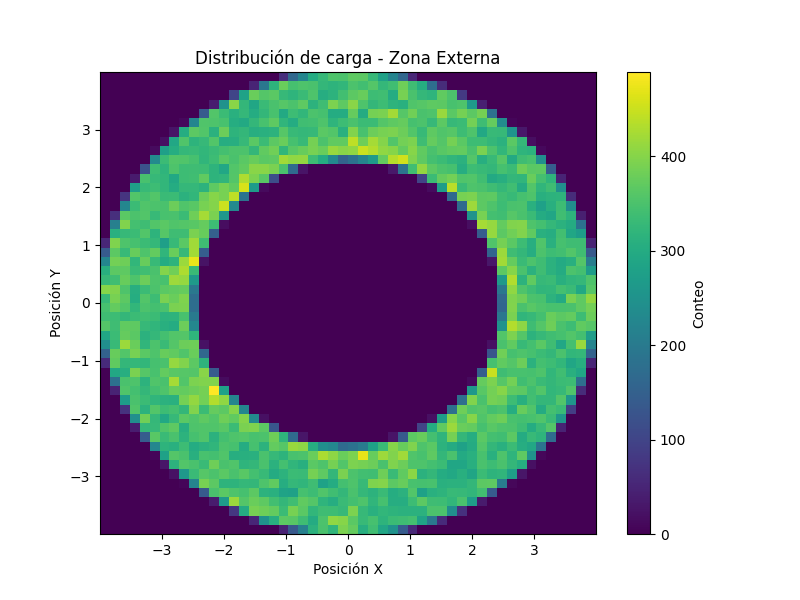 Distribución de carga - Zona Externa
3
2
1
0
−1
−2
−3
Posición Y
−3 −2 −1 0 1 2 3
Posición X
400
300
200
100
0
Conteo